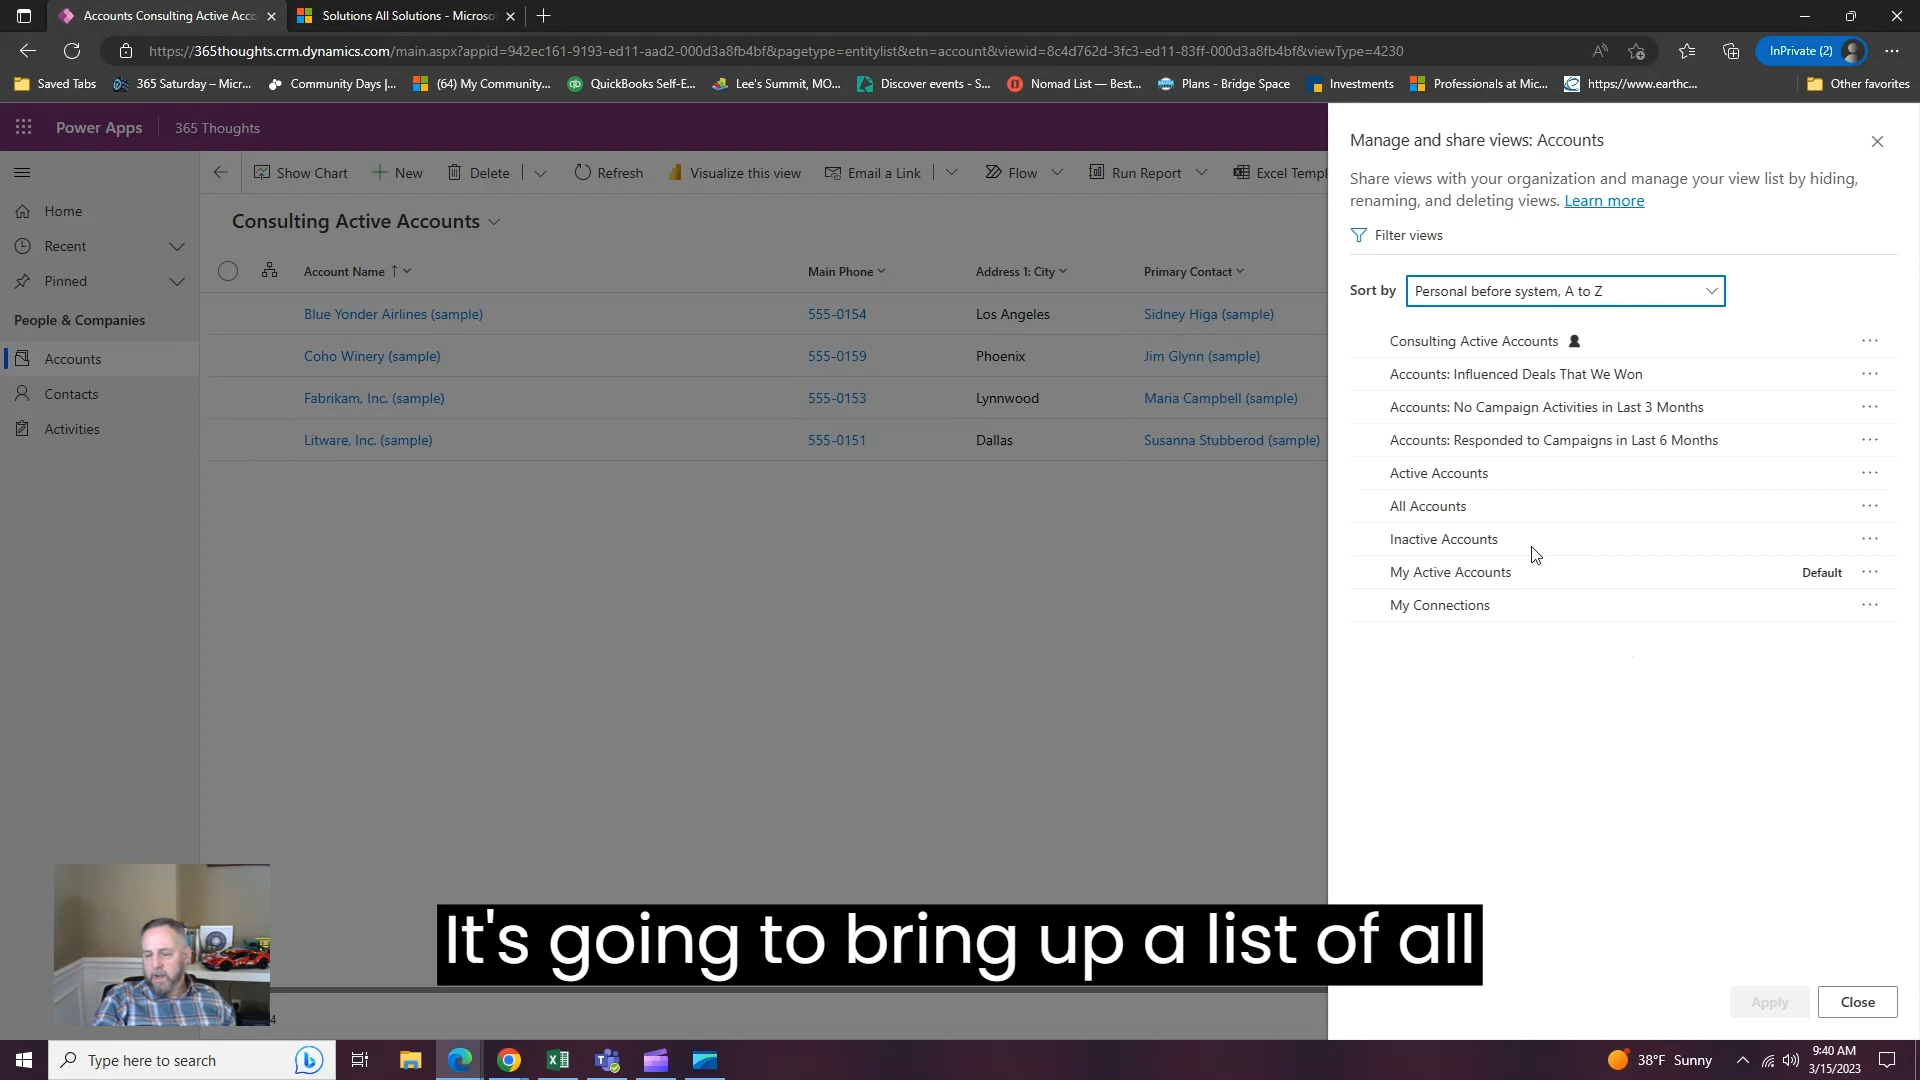 Accounts Consulting Active Acco
Solutions All Solutions - Microso
https://365thoughts.crm.dynamics.com/main.aspx?appid=942ec161-9193-ed11-aad2-000d3a8fb4bf&pagetype=entitylist&etn=account&viewid=8c4d762d-3fc3-ed11-83ff-000d3a8fb4bf&viewType=4230
InPrivate (2)
Saved Tabs
365 Saturday – Micr...
Community Days |...
(64) My Community...
QuickBooks Self-E...
Lee's Summit, MO...
Discover events - S...
Nomad List — Best...
Plans - Bridge Space
Investments
Professionals at Mic...
https://www.earthc...
Other favorites
Power Apps
365 Thoughts
Home
Recent
Pinned
People & Companies
Accounts
Contacts
Activities
Show Chart
New
Delete
Refresh
Visualize this view
Email a Link
Flow
Run Report
Excel Templ
Consulting Active Accounts
Account Name ↑ Main Phone Address 1: City Primary Contact
Blue Yonder Airlines (sample) 555-0154 Los Angeles Sidney Higa (sample)
Coho Winery (sample) 555-0159 Phoenix Jim Glynn (sample)
Fabrikam, Inc. (sample) 555-0153 Lynnwood Maria Campbell (sample)
Litware, Inc. (sample) 555-0151 Dallas Susanna Stubberod (sample)
Manage and share views: Accounts
Share views with your organization and manage your view list by hiding,
renaming, and deleting views. Learn more
Filter views
Sort by Personal before system, A to Z
Consulting Active Accounts
Accounts: Influenced Deals That We Won
Accounts: No Campaign Activities in Last 3 Months
Accounts: Responded to Campaigns in Last 6 Months
Active Accounts
All Accounts
Inactive Accounts
My Active Accounts Default
My Connections
It's going to bring up a list of all
Apply
Close
4
Type here to search
38°F Sunny
9:40 AM
3/15/2023